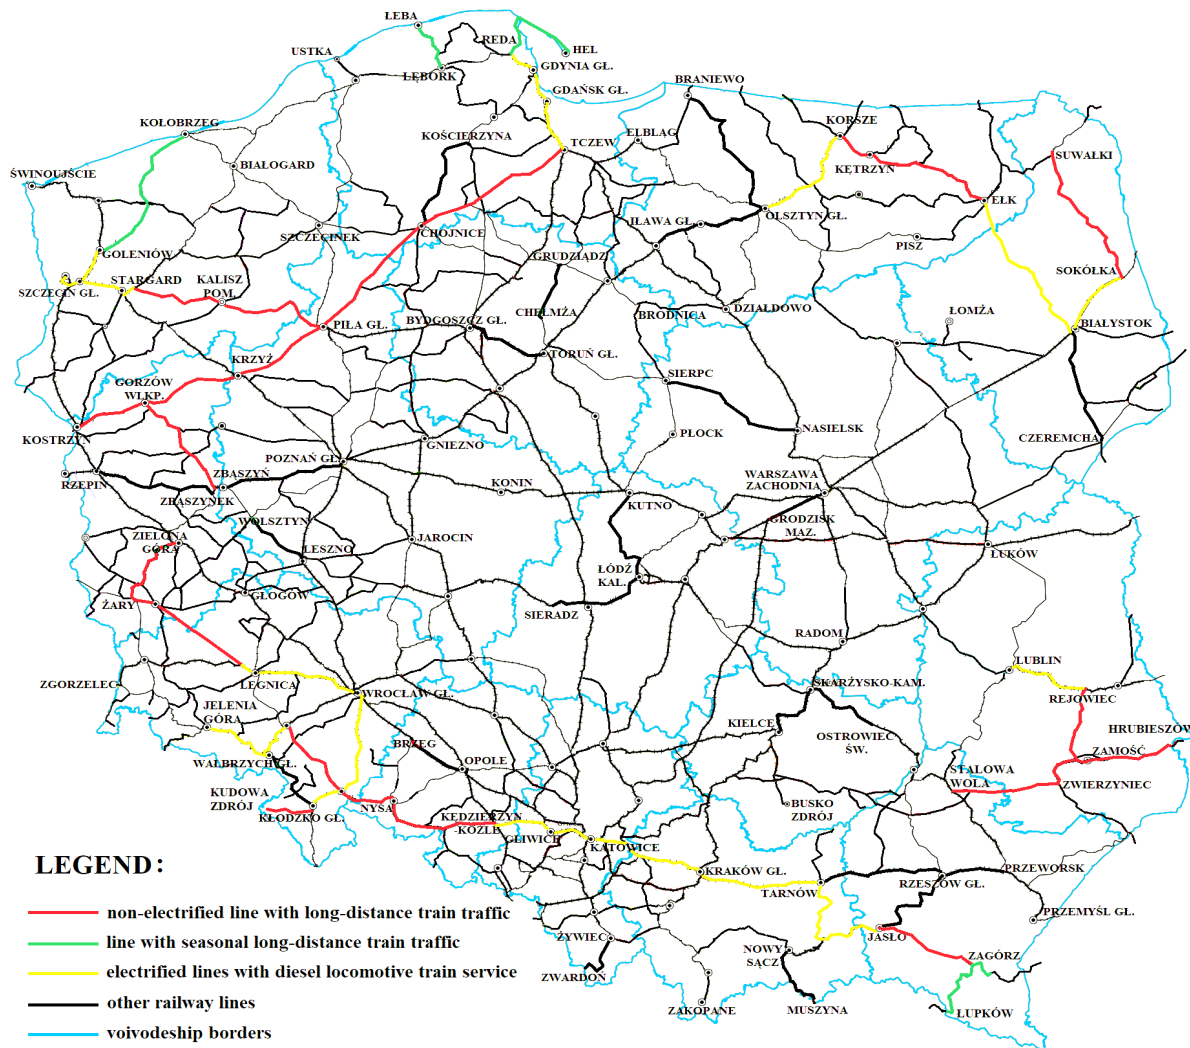 ŁEBA
HEL
REDA
USTKA
GDYNIA GŁ.
LĘBORK
BRANIEWO
GDAŃSK GŁ.
KOŁOBRZEG
KORSZE
KOŚCIERZYNA
ELBLĄG
TCZEW
SUWAŁKI
BIAŁOGARD
KĘTRZYN
ŚWINOUJŚCIE
EŁK
OLSZTYN GŁ.
IŁAWA GŁ.
SZCZECINEK
CHOJNICE
PISZ
GOLENIÓW
GRUDZIĄDZ
SOKÓŁKA
STARGARD
KALISZ
POM.
SZCZECIN GŁ.
CHEŁMŻA
BRODNICA
DZIAŁDOWO
ŁOMŻA
PIŁA GŁ.
BYDGOSZCZ GŁ.
BIAŁYSTOK
TORUŃ GŁ.
KRZYŻ
SIERPC
GORZÓW
WLKP.
KOSTRZYN
PŁOCK
NASIELSK
CZEREMCHA
GNIEZNO
POZNAŃ GŁ.
ZBĄSZYŃ
RZEPIN
KONIN
WARSZAWA
ZACHODNIA
ZBĄSZYNEK
KUTNO
WOLSZTYN
GRODZISK
MAZ.
ZIELONA
GÓRA
JAROCIN
LESZNO
ŁUKÓW
ŁÓDŹ
KAL.
GŁOGÓW
ŻARY
SIERADZ
RADOM
LUBLIN
ZGORZELEC
LEGNICA
WROCŁAW GŁ.
SKARŻYSKO-KAM.
REJOWIEC
JELENIA
GÓRA
KIELCE
HRUBIESZÓW
OSTROWIEC
ŚW.
BRZEG
ZAMOŚĆ
WAŁBRZYCH GŁ.
OPOLE
STALOWA
WOLA
ZWIERZYNIEC
KUDOWA
ZDRÓJ
NYSA
BUSKO
ZDRÓJ
KŁODZKO GŁ.
KĘDZIERZYN
-KOŹLE
GLIWICE
KATOWICE
LEGEND:
KRAKÓW GŁ.
PRZEWORSK
RZESZÓW GŁ.
TARNÓW
non-electrified line with long-distance train traffic
PRZEMYŚL GŁ.
ŻYWIEC
JASŁO
line with seasonal long-distance train traffic
NOWY
SĄCZ
ZAGÓRZ
electrified lines with diesel locomotive train service
ZWARDOŃ
other railway lines
ZAKOPANE
MUSZYNA
ŁUPKÓW
voivodeship borders